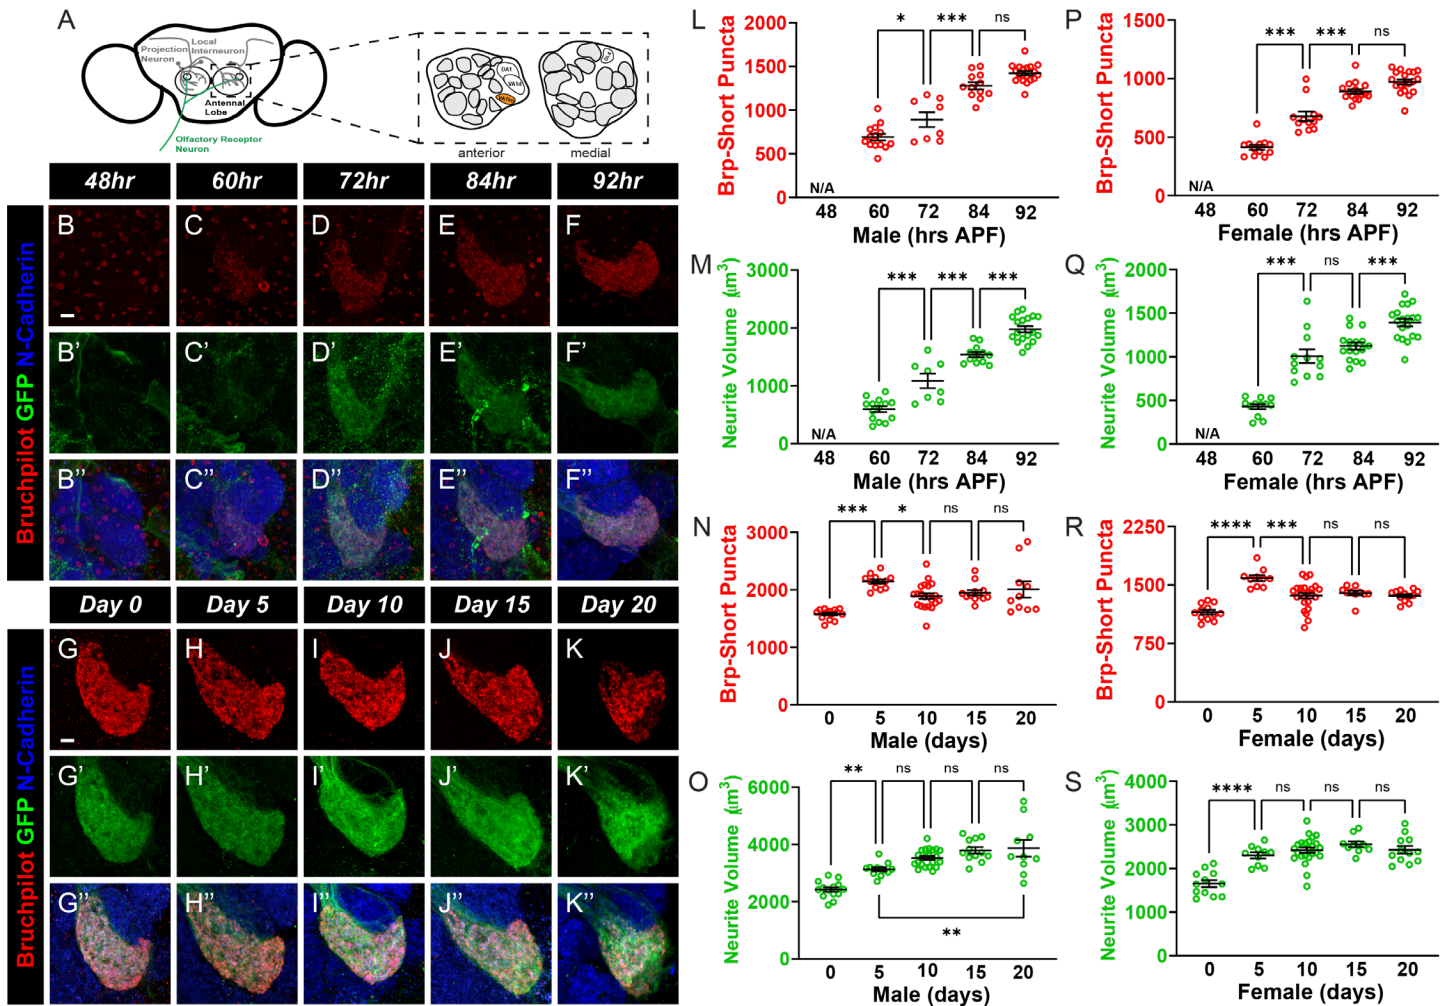 A
Projection
Neuron
Local
Interneuron
Antennal
Lobe
Olfactory Receptor
Neuron
DA1
VA1d
anterior
medial
48hr
60hr
72hr
84hr
92hr
Bruchpilot GFP N-Cadherin
B
C
D
E
F
B’
C’
D’
E’
F’
B’’
C’’
D’’
E’’
F’’
Day 0
Day 5
Day 10
Day 15
Day 20
Bruchpilot GFP N-Cadherin
G
H
I
J
K
G’
H’
I’
J’
K’
G’’
H’’
I’’
J’’
K’’
L
Brp-Short Puncta
2000
1500
1000
500
0
* *** ns
N/A
48 60 72 84 92
Male (hrs APF)
M
Neurite Volume (μm³)
3000
2000
1000
0
*** *** ***
N/A
48 60 72 84 92
Male (hrs APF)
N
Brp-Short Puncta
3000
2000
1000
0
*** * ns ns
0 5 10 15 20
Male (days)
O
Neurite Volume (μm³)
6000
4000
2000
0
** ns ns ns
**
0 5 10 15 20
Male (days)
P
Brp-Short Puncta
1500
1000
500
0
*** *** ns
N/A
48 60 72 84 92
Female (hrs APF)
Q
Neurite Volume (μm³)
2000
1500
1000
500
0
*** ns ***
N/A
48 60 72 84 92
Female (hrs APF)
R
Brp-Short Puncta
2250
1500
750
0
**** *** ns ns
0 5 10 15 20
Female (days)
S
Neurite Volume (μm³)
4000
3000
2000
1000
0
**** ns ns ns
0 5 10 15 20
Female (days)